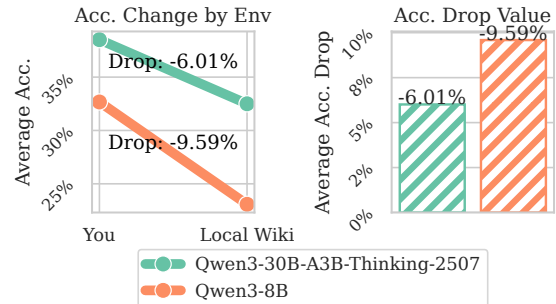 Acc. Change by Env
Average Acc.
35%
30%
25%
Drop: -6.01%
Drop: -9.59%
You
Local Wiki
Acc. Drop Value
Average Acc. Drop
10%
8%
5%
2%
0%
-6.01%
-9.59%
Qwen3-30B-A3B-Thinking-2507
Qwen3-8B